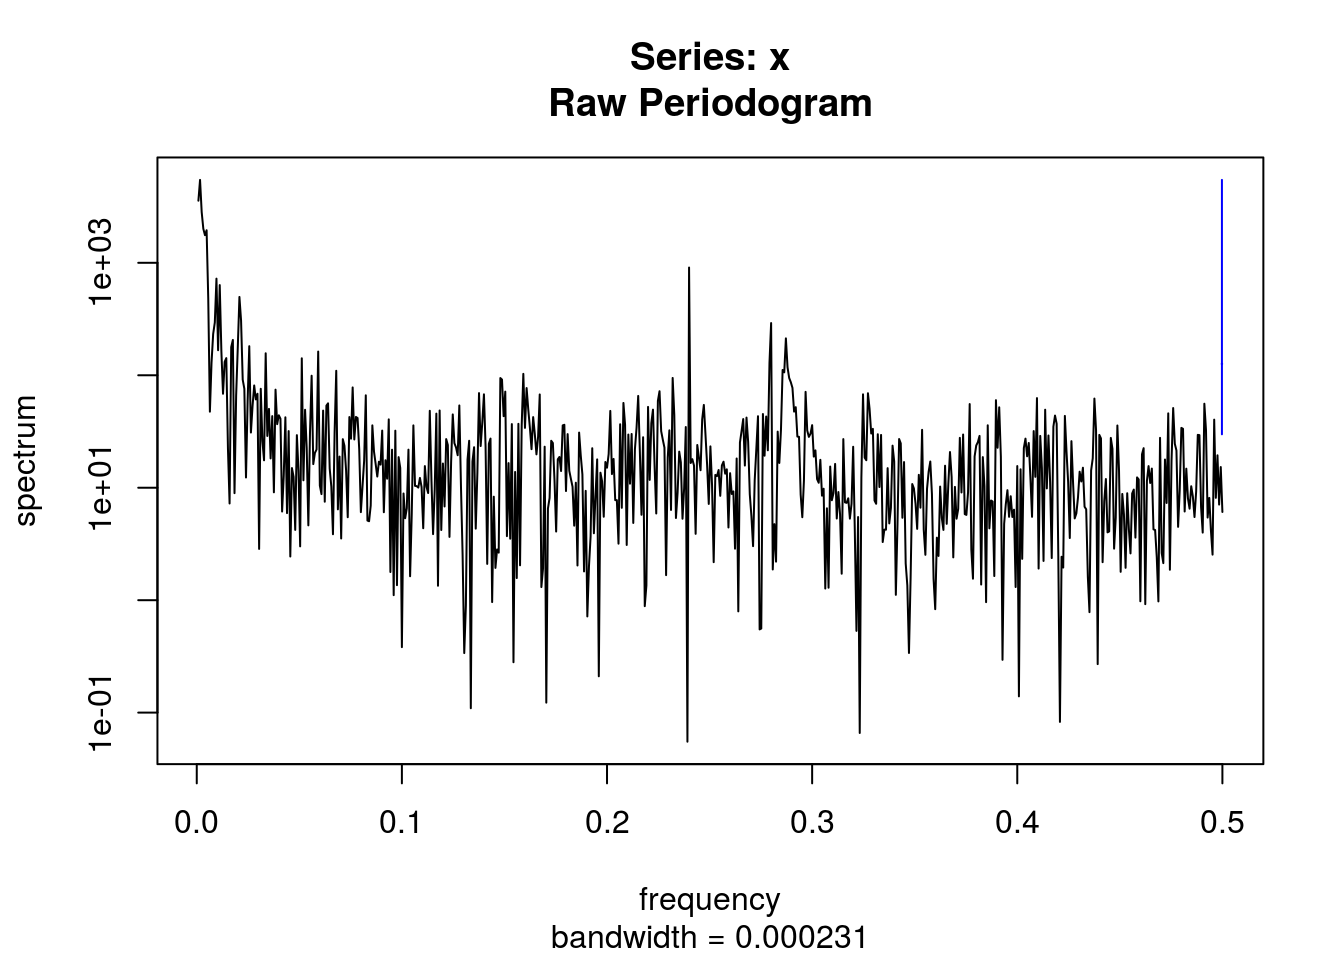 Series: x
Raw Periodogram
spectrum
1e+03
1e+01
1e-01
0.0 0.1 0.2 0.3 0.4 0.5
frequency
bandwidth = 0.000231